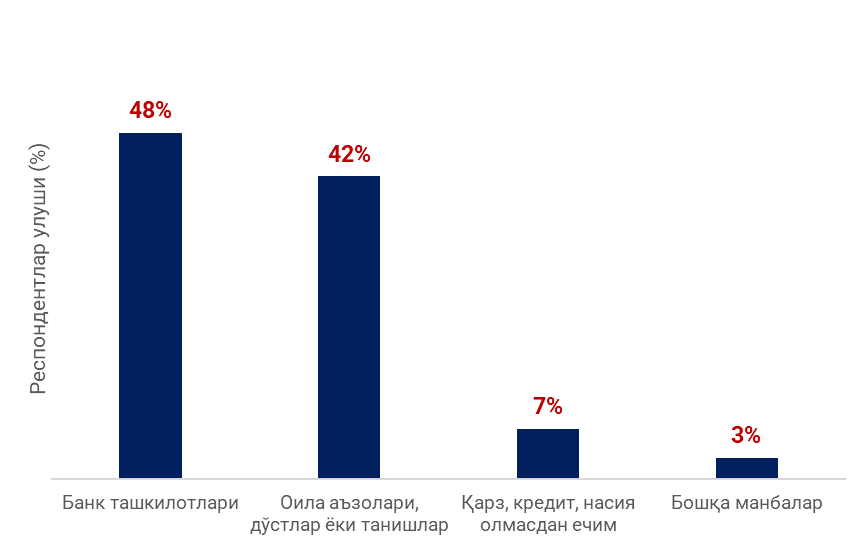 Респондентлар улуши (%)
48%
42%
7%
3%
Банк ташкилотлари
Оила аъзолари,
дўстлар ёки танишлар
Қарз, кредит, насия
олмасдан ечим
Бошқа манбалар